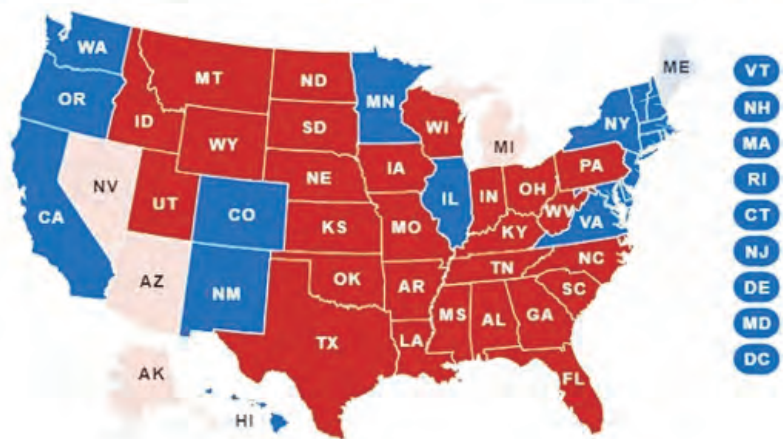 WA
ME
MT
ND
VT
MN
OR
NH
ID
SD
WI
NY
WY
MI
MA
IA
PA
NE
RI
NV
IL
IN
OH
UT
CO
WV
CA
VA
CT
KS
MO
KY
NJ
NC
TN
OK
AZ
NM
AR
SC
DE
MS
AL
GA
MD
TX
LA
DC
AK
FL
HI